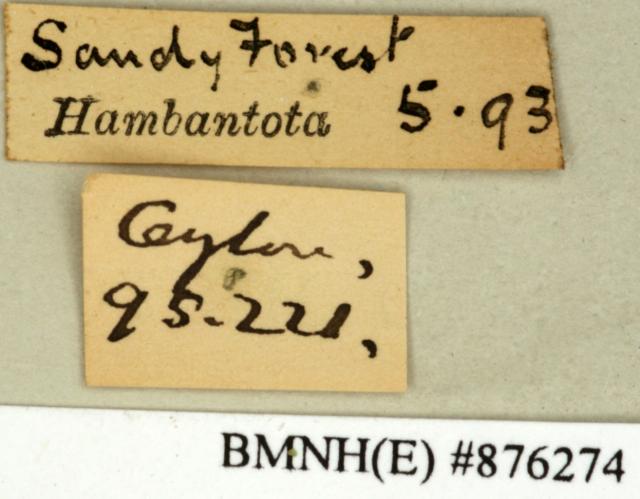 Sandy Forest
Hambantota 5.93
Ceylon,
95.221,
BMNH(E) #876274